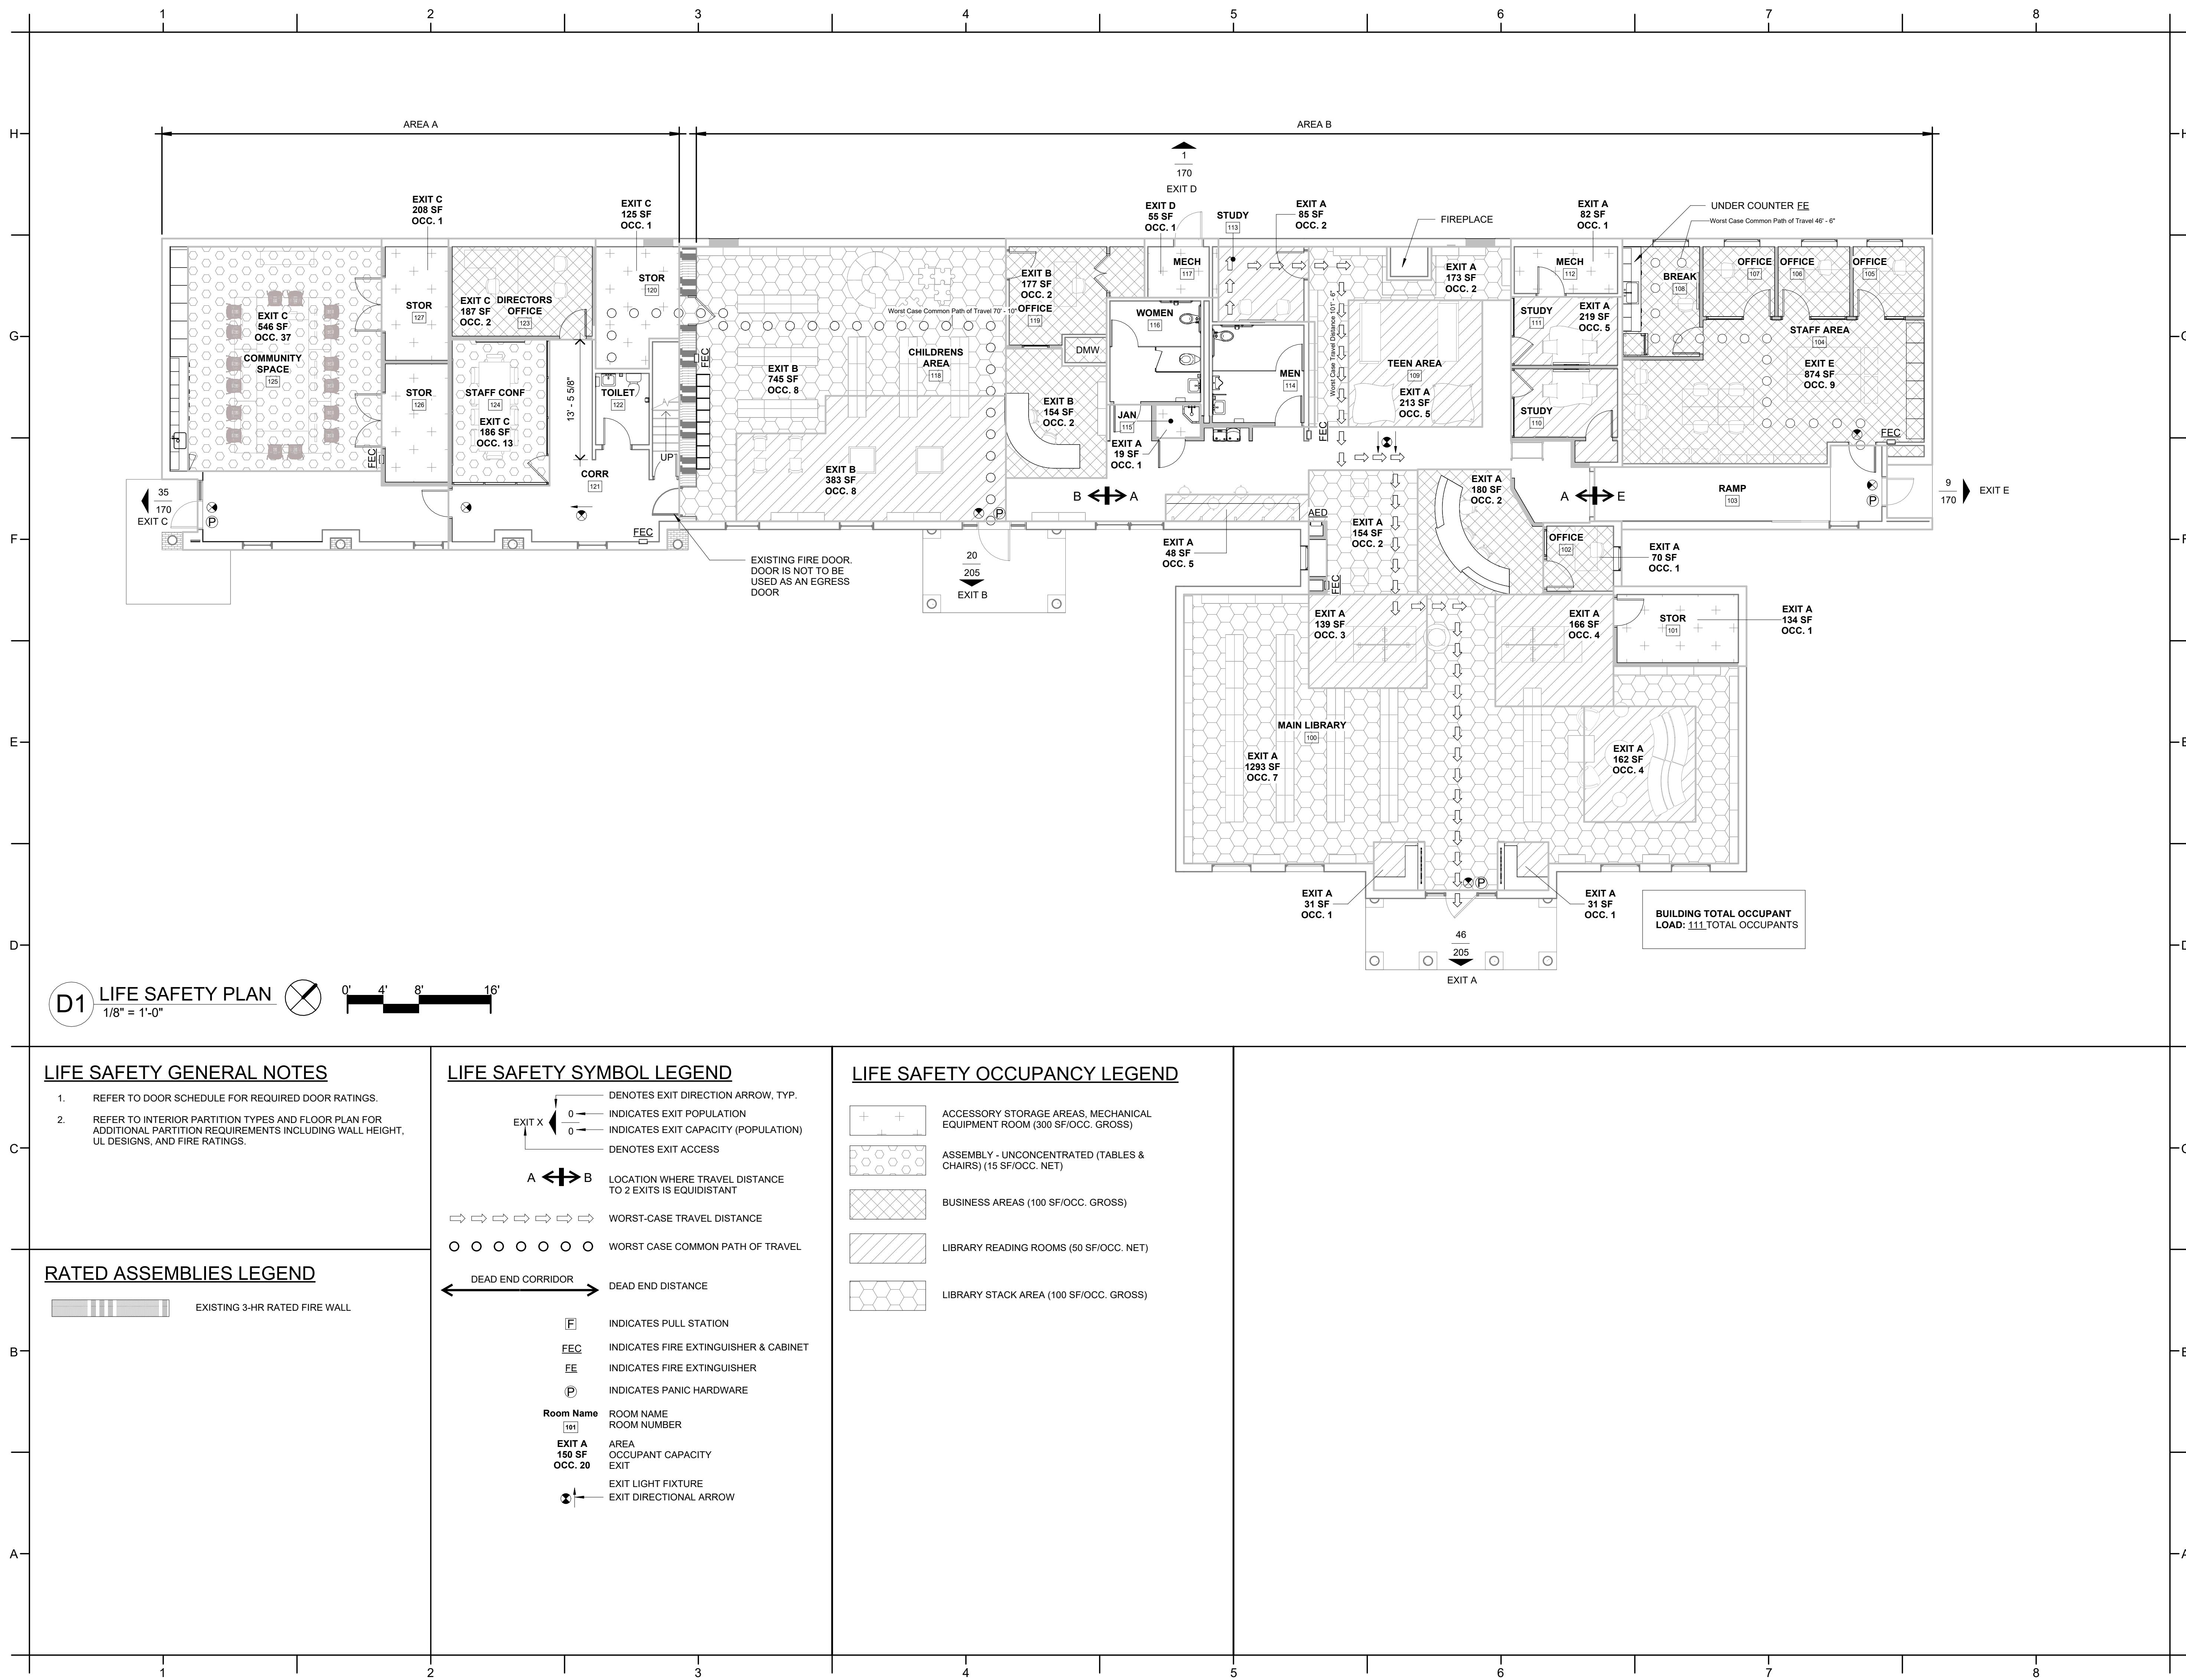 1 2 3 4 5 6 7 8
H
G
F
E
D
C
B
A
AREA A
AREA B
1
170
EXIT D
EXIT C
208 SF
OCC. 1
EXIT C
125 SF
OCC. 1
EXIT D
55 SF
OCC. 1
STUDY
113
EXIT A
85 SF
OCC. 2
FIREPLACE
EXIT A
82 SF
OCC. 1
UNDER COUNTER FE
Worst Case Common Path of Travel 46' - 6"
EXIT C
546 SF
OCC. 37
COMMUNITY
SPACE
125
STOR
127
STOR
126
EXIT C
187 SF
OCC. 2
DIRECTORS
OFFICE
123
STAFF CONF
124
EXIT C
186 SF
OCC. 13
13' - 5 5/8"
STOR
120
TOILET
122
UP
CORR
121
FEC
FEC
FEC
EXIT B
745 SF
OCC. 8
CHILDRENS
AREA
118
Worst Case Common Path of Travel 70' - 10"
EXIT B
383 SF
OCC. 8
EXIT B
177 SF
OCC. 2
OFFICE
119
DMW
EXIT B
154 SF
OCC. 2
MECH
117
WOMEN
116
JAN
115
EXIT A
19 SF
OCC. 1
MEN
114
FEC
Worst Case Travel Distance 101' - 6"
EXIT A
173 SF
OCC. 2
TEEN AREA
109
EXIT A
213 SF
OCC. 5
MECH
112
STUDY
111
EXIT A
219 SF
OCC. 5
STUDY
110
BREAK
108
OFFICE
107
OFFICE
106
OFFICE
105
STAFF AREA
104
EXIT E
874 SF
OCC. 9
FEC
RAMP
103
P
9
170
EXIT E
35
170
EXIT C
P
B A
A E
P
EXISTING FIRE DOOR.
DOOR IS NOT TO BE
USED AS AN EGRESS
DOOR
20
205
EXIT B
EXIT A
48 SF
OCC. 5
AED
FEC
EXIT A
154 SF
OCC. 2
EXIT A
180 SF
OCC. 2
OFFICE
102
EXIT A
70 SF
OCC. 1
EXIT A
139 SF
OCC. 3
EXIT A
166 SF
OCC. 4
STOR
101
EXIT A
134 SF
OCC. 1
MAIN LIBRARY
100
EXIT A
1293 SF
OCC. 7
EXIT A
162 SF
OCC. 4
P
EXIT A
31 SF
OCC. 1
EXIT A
31 SF
OCC. 1
BUILDING TOTAL OCCUPANT
LOAD: 111 TOTAL OCCUPANTS
46
205
EXIT A
D1
LIFE SAFETY PLAN
1/8" = 1'-0"
0' 4' 8' 16'
LIFE SAFETY GENERAL NOTES
1. REFER TO DOOR SCHEDULE FOR REQUIRED DOOR RATINGS.
2. REFER TO INTERIOR PARTITION TYPES AND FLOOR PLAN FOR
ADDITIONAL PARTITION REQUIREMENTS INCLUDING WALL HEIGHT,
UL DESIGNS, AND FIRE RATINGS.
RATED ASSEMBLIES LEGEND
EXISTING 3-HR RATED FIRE WALL
LIFE SAFETY SYMBOL LEGEND
DENOTES EXIT DIRECTION ARROW, TYP.
EXIT X
0
INDICATES EXIT POPULATION
0
INDICATES EXIT CAPACITY (POPULATION)
DENOTES EXIT ACCESS
A B
LOCATION WHERE TRAVEL DISTANCE
TO 2 EXITS IS EQUIDISTANT
WORST-CASE TRAVEL DISTANCE
WORST CASE COMMON PATH OF TRAVEL
DEAD END CORRIDOR
DEAD END DISTANCE
F INDICATES PULL STATION
FEC INDICATES FIRE EXTINGUISHER & CABINET
FE INDICATES FIRE EXTINGUISHER
P INDICATES PANIC HARDWARE
Room Name ROOM NAME
101 ROOM NUMBER
EXIT A AREA
150 SF OCCUPANT CAPACITY
OCC. 20 EXIT
EXIT LIGHT FIXTURE
EXIT DIRECTIONAL ARROW
LIFE SAFETY OCCUPANCY LEGEND
ACCESSORY STORAGE AREAS, MECHANICAL
EQUIPMENT ROOM (300 SF/OCC. GROSS)
ASSEMBLY - UNCONCENTRATED (TABLES &
CHAIRS) (15 SF/OCC. NET)
BUSINESS AREAS (100 SF/OCC. GROSS)
LIBRARY READING ROOMS (50 SF/OCC. NET)
LIBRARY STACK AREA (100 SF/OCC. GROSS)
1 2 3 4 5 6 7 8